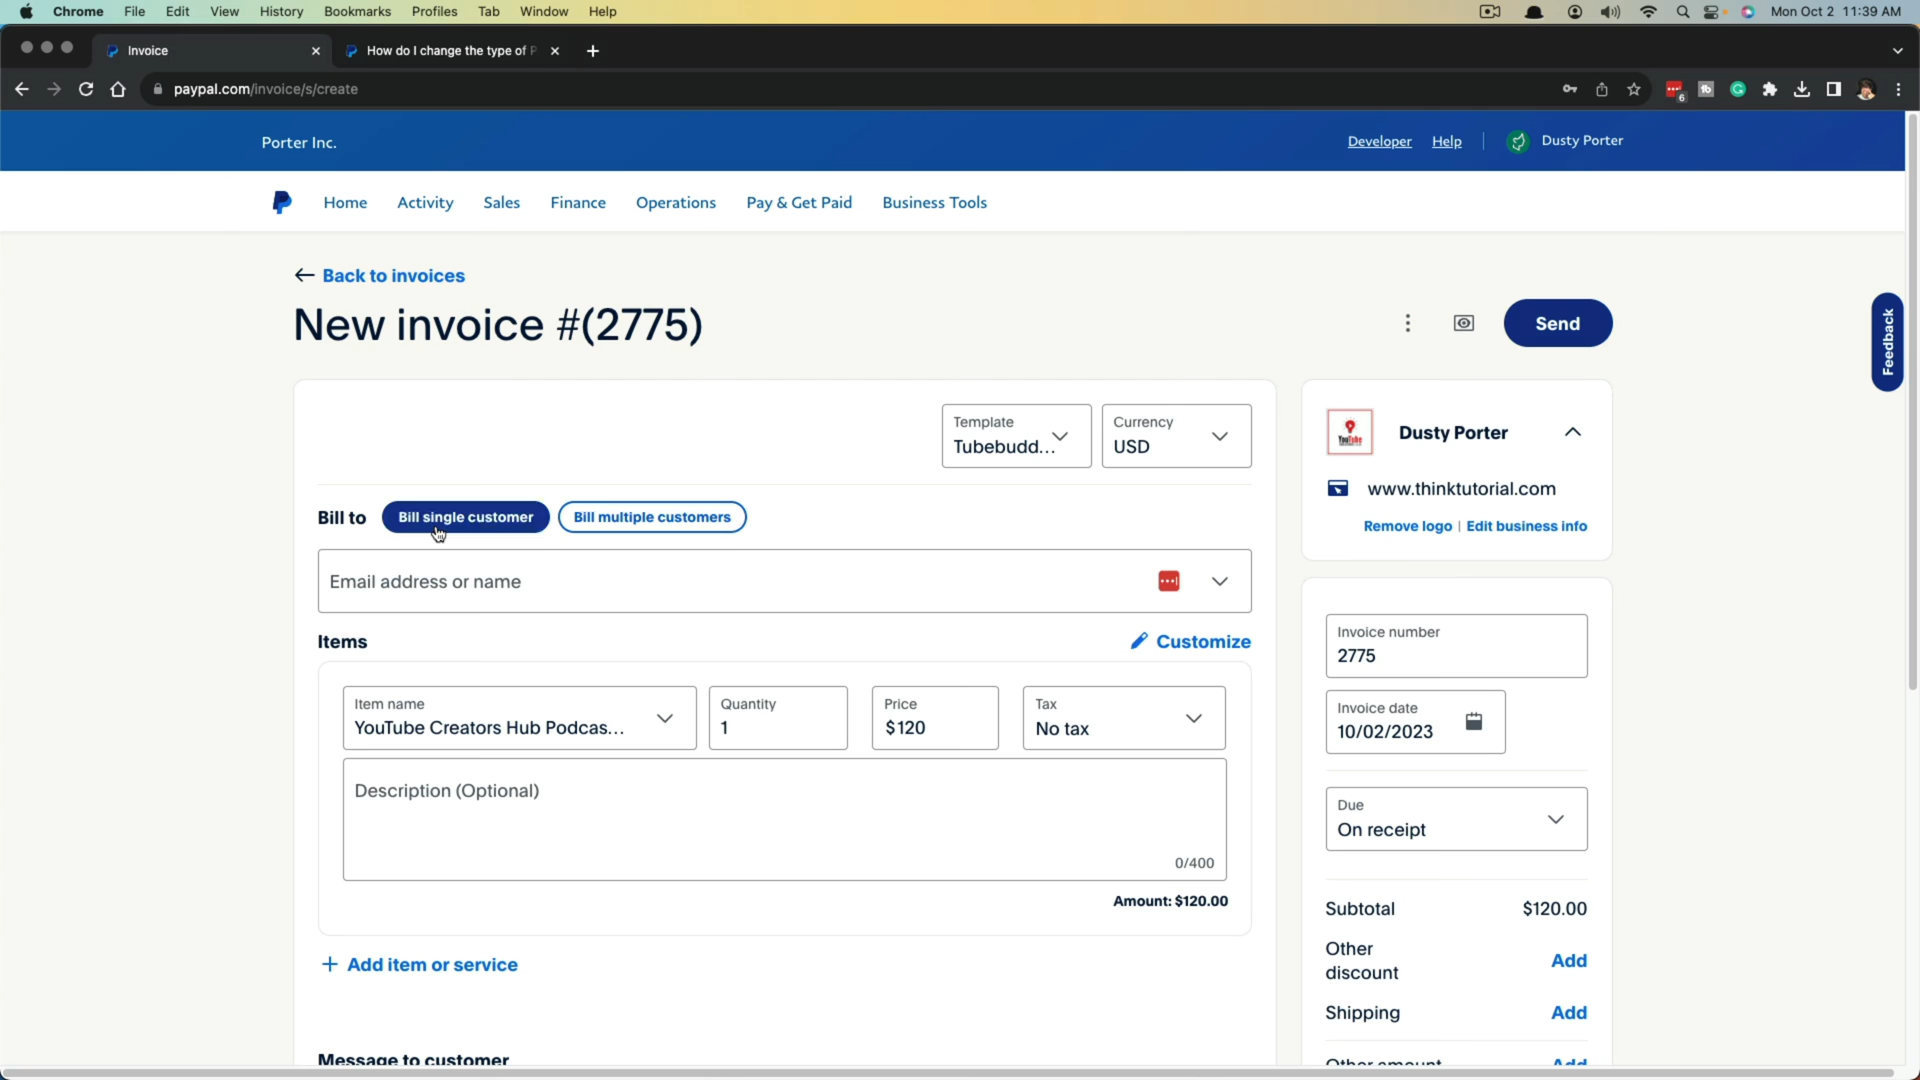 Chrome File Edit View History Bookmarks Profiles Tab Window Help Mon Oct 2 11:39 AM
Invoice How do I change the type of P
paypal.com/invoice/s/create 6 tb
Porter Inc. Developer Help Dusty Porter
Home Activity Sales Finance Operations Pay & Get Paid Business Tools
Back to invoices
New invoice #(2775)
Send
Feedback
Template
Tubebudd...
Currency
USD
Bill to Bill single customer Bill multiple customers
Email address or name
Items Customize
Item name
YouTube Creators Hub Podcas...
Quantity
1
Price
$120
Tax
No tax
Description (Optional)
0/400
Amount: $120.00
+ Add item or service
Message to customer
YouTube
Dusty Porter
www.thinktutorial.com
Remove logo | Edit business info
Invoice number
2775
Invoice date
10/02/2023
Due
On receipt
Subtotal $120.00
Other
discount Add
Shipping Add
Other amount Add